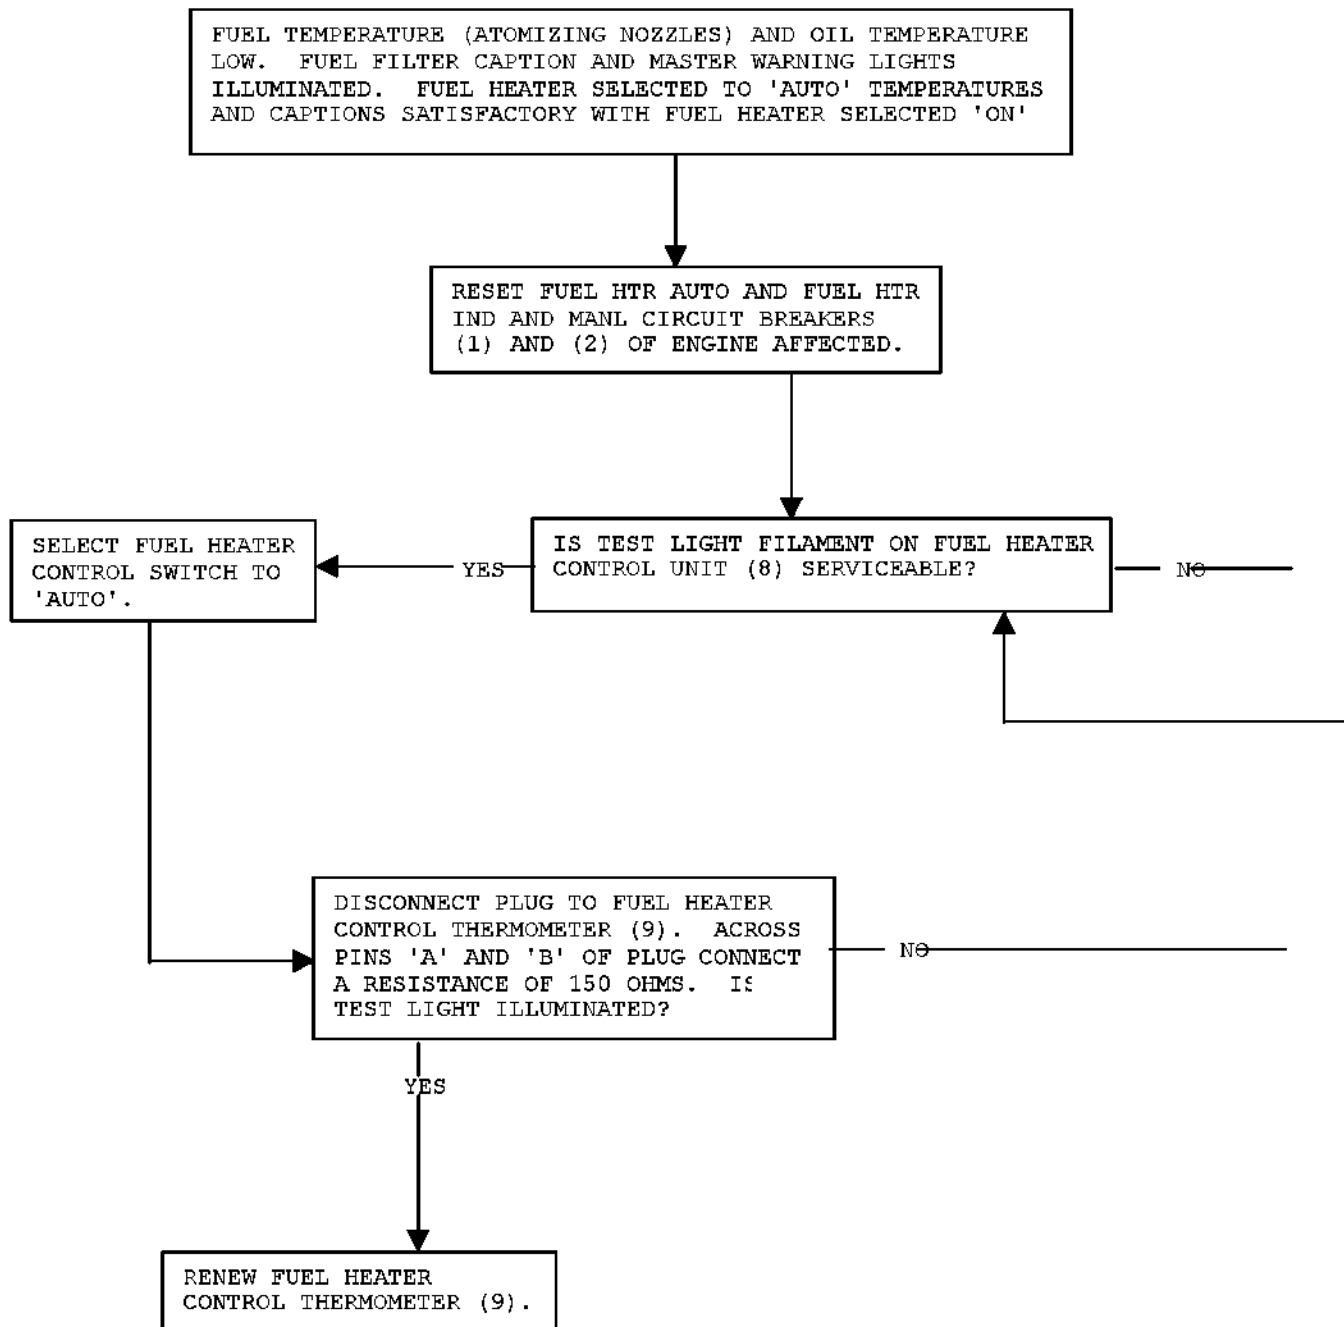 FUEL TEMPERATURE (ATOMIZING NOZZLES) AND OIL TEMPERATURE
LOW. FUEL FILTER CAPTION AND MASTER WARNING LIGHTS
ILLUMINATED. FUEL HEATER SELECTED TO 'AUTO' TEMPERATURES
AND CAPTIONS SATISFACTORY WITH FUEL HEATER SELECTED 'ON'
RESET FUEL HTR AUTO AND FUEL HTR
IND AND MANL CIRCUIT BREAKERS
(1) AND (2) OF ENGINE AFFECTED.
IS TEST LIGHT FILAMENT ON FUEL HEATER
CONTROL UNIT (8) SERVICEABLE?
YES
NO
SELECT FUEL HEATER
CONTROL SWITCH TO
'AUTO'.
DISCONNECT PLUG TO FUEL HEATER
CONTROL THERMOMETER (9). ACROSS
PINS 'A' AND 'B' OF PLUG CONNECT
A RESISTANCE OF 150 OHMS. IS
TEST LIGHT ILLUMINATED?
NO
YES
RENEW FUEL HEATER
CONTROL THERMOMETER (9).